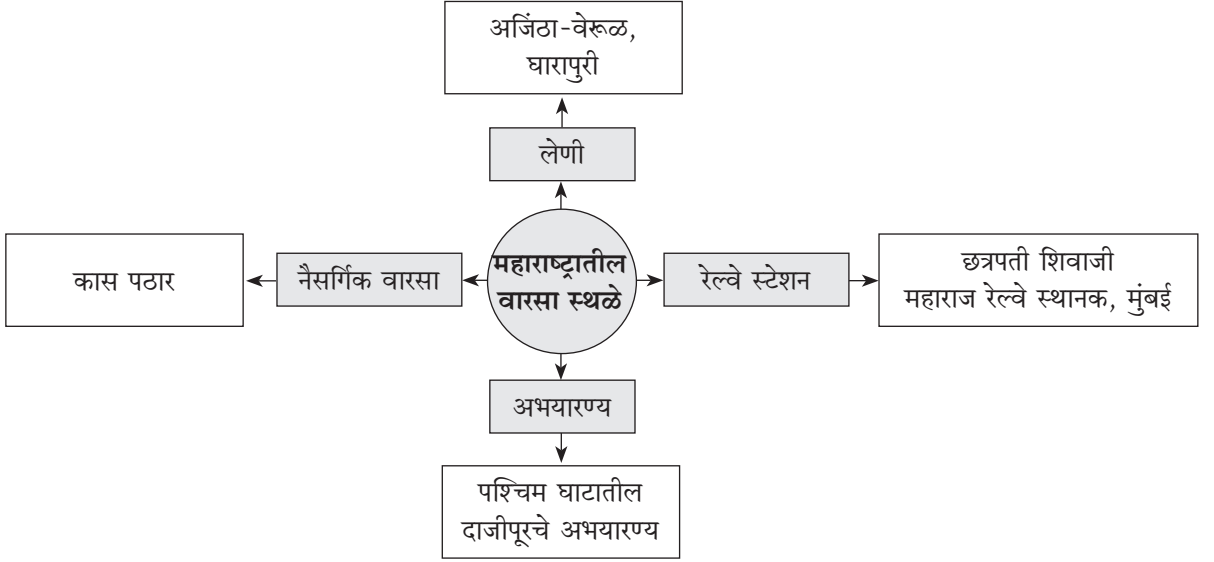 अजिंठा-वेरूळ,
घारापुरी
लेणी
कास पठार
नैसर्गिक वारसा
महाराष्ट्रातील
वारसा स्थळे
रेल्वे स्टेशन
छत्रपती शिवाजी
महाराज रेल्वे स्थानक, मुंबई
अभयारण्य
पश्चिम घाटातील
दाजीपूरचे अभयारण्य